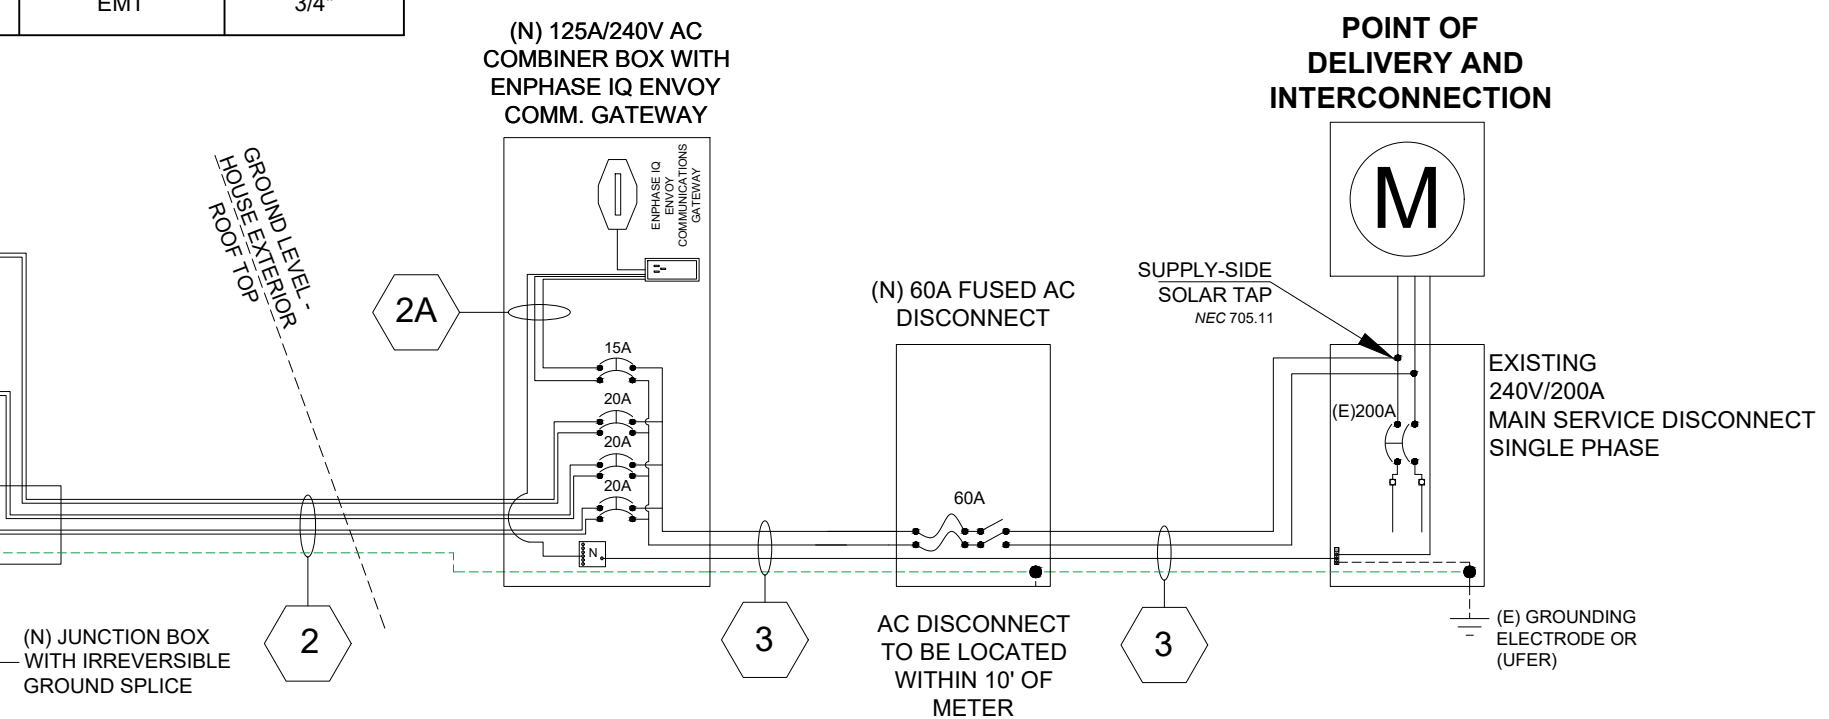 EMT
3/4"
(N) 125A/240V AC
COMBINER BOX WITH
ENPHASE IQ ENVOY
COMM. GATEWAY
POINT OF
DELIVERY AND
INTERCONNECTION
GROUND LEVEL -
HOUSE EXTERIOR
ROOF TOP
ENPHASE IQ
ENVOY
COMMUNICATIONS
GATEWAY
M
2A
SUPPLY-SIDE
SOLAR TAP
NEC 705.11
(N) 60A FUSED AC
DISCONNECT
15A
20A
20A
20A
N
60A
(E)200A
EXISTING
240V/200A
MAIN SERVICE DISCONNECT
SINGLE PHASE
(N) JUNCTION BOX
WITH IRREVERSIBLE
GROUND SPLICE
2
3
AC DISCONNECT
TO BE LOCATED
WITHIN 10' OF
METER
3
(E) GROUNDING
ELECTRODE OR
(UFER)